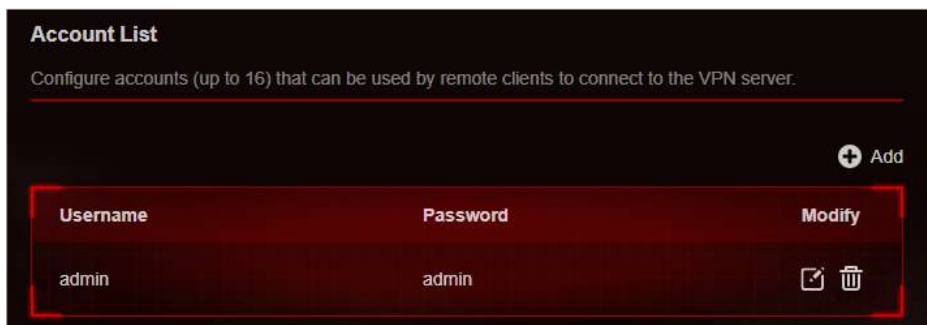 Account List
Configure accounts (up to 16) that can be used by remote clients to connect to the VPN server.
Add
Username Password Modify
admin admin